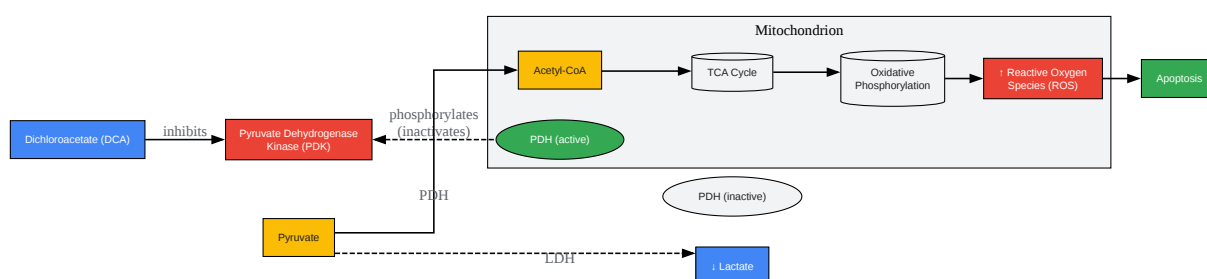 Mitochondrion
Acetyl-CoA
TCA Cycle
Oxidative
Phosphorylation
↑ Reactive Oxygen
Species (ROS)
Apoptosis
Dichloroacetate (DCA)
inhibits
Pyruvate Dehydrogenase
Kinase (PDK)
phosphorylates
(inactivates)
PDH (active)
PDH
PDH (inactive)
Pyruvate
LDH
↓ Lactate